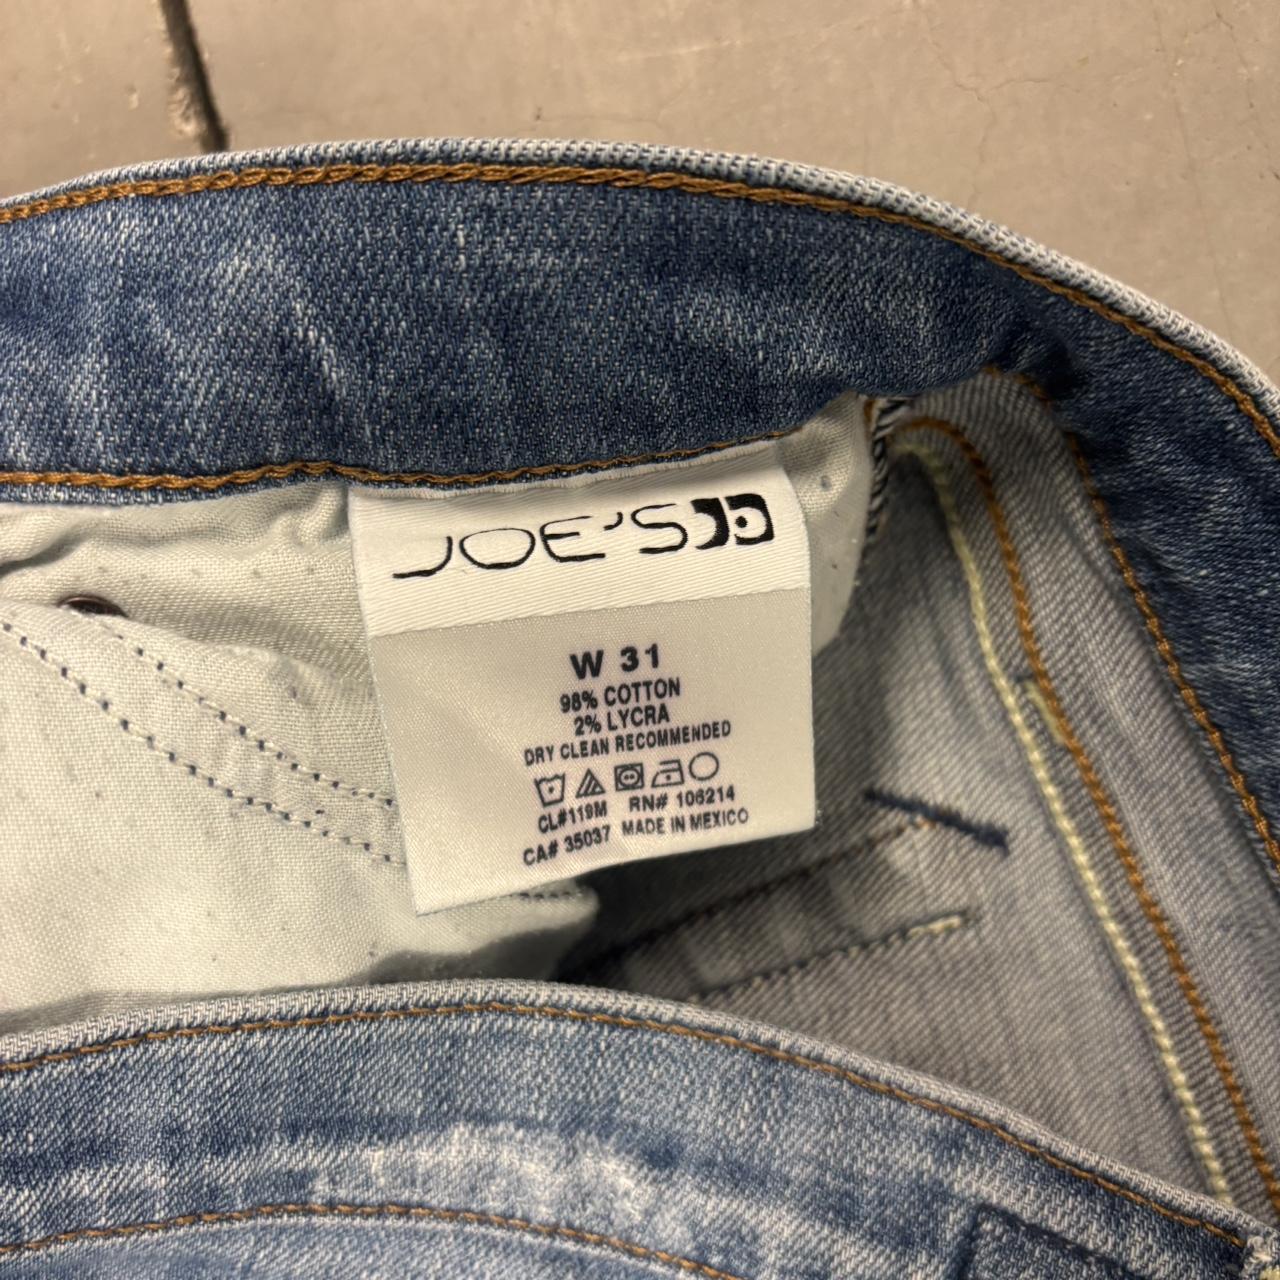 JOE'S
W 31
98% COTTON
2% LYCRA
DRY CLEAN RECOMMENDED
CL#119M RN# 106214
CA# 35037 MADE IN MEXICO